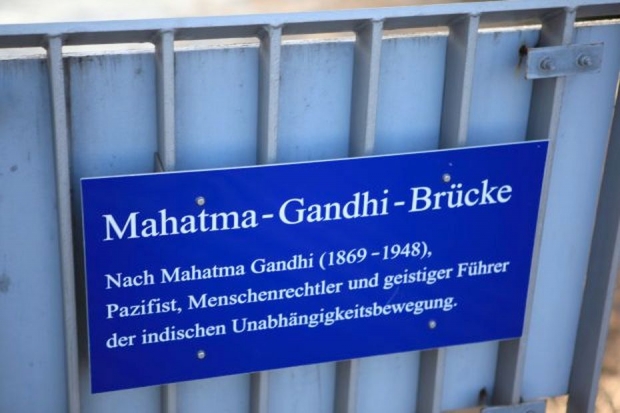 Mahatma-Gandhi-Brücke
Nach Mahatma Gandhi (1869-1948),
Pazifist, Menschenrechtler und geistiger Führer
der indischen Unabhängigkeitsbewegung.